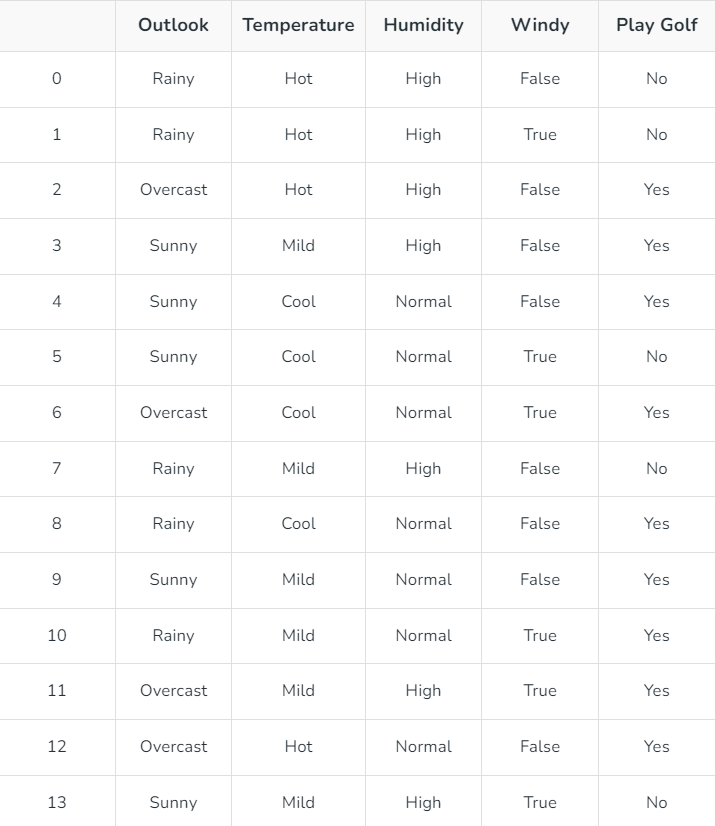 Outlook Temperature Humidity Windy Play Golf
0 Rainy Hot High False No
1 Rainy Hot High True No
2 Overcast Hot High False Yes
3 Sunny Mild High False Yes
4 Sunny Cool Normal False Yes
5 Sunny Cool Normal True No
6 Overcast Cool Normal True Yes
7 Rainy Mild High False No
8 Rainy Cool Normal False Yes
9 Sunny Mild Normal False Yes
10 Rainy Mild Normal True Yes
11 Overcast Mild High True Yes
12 Overcast Hot Normal False Yes
13 Sunny Mild High True No